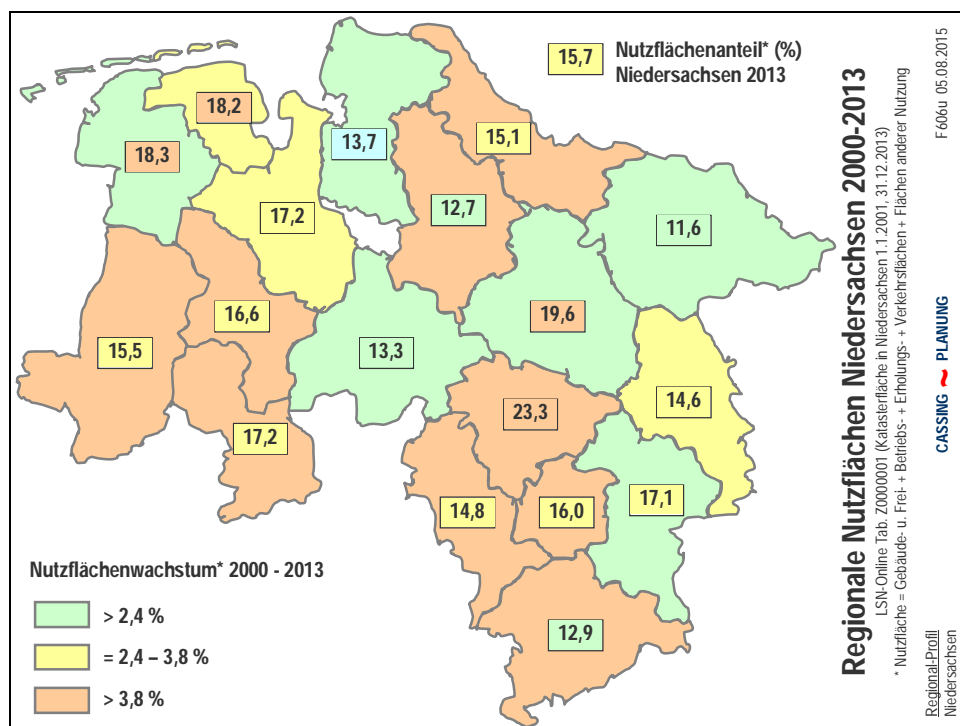 15,7
Nutzflächenanteil* (%)
Niedersachsen 2013
18,2
18,3
13,7
15,1
12,7
17,2
11,6
16,6
19,6
15,5
13,3
14,6
23,3
17,2
14,8
16,0
17,1
12,9
Nutzflächenwachstum* 2000 - 2013
> 2,4 %
= 2,4 – 3,8 %
> 3,8 %
Regionale Nutzflächen Niedersachsen 2000-2013
LSN-Online Tab. Z0000001 (Katasterfläche in Niedersachsen 1.1.2001, 31.12.2013)
* Nutzfläche = Gebäude- u. Frei- + Betriebs- + Erholungs- + Verkehrsflächen + Flächen anderer Nutzung
F606u 05.08.2015
CASSING ~ PLANUNG
Regional-Profil
Niedersachsen